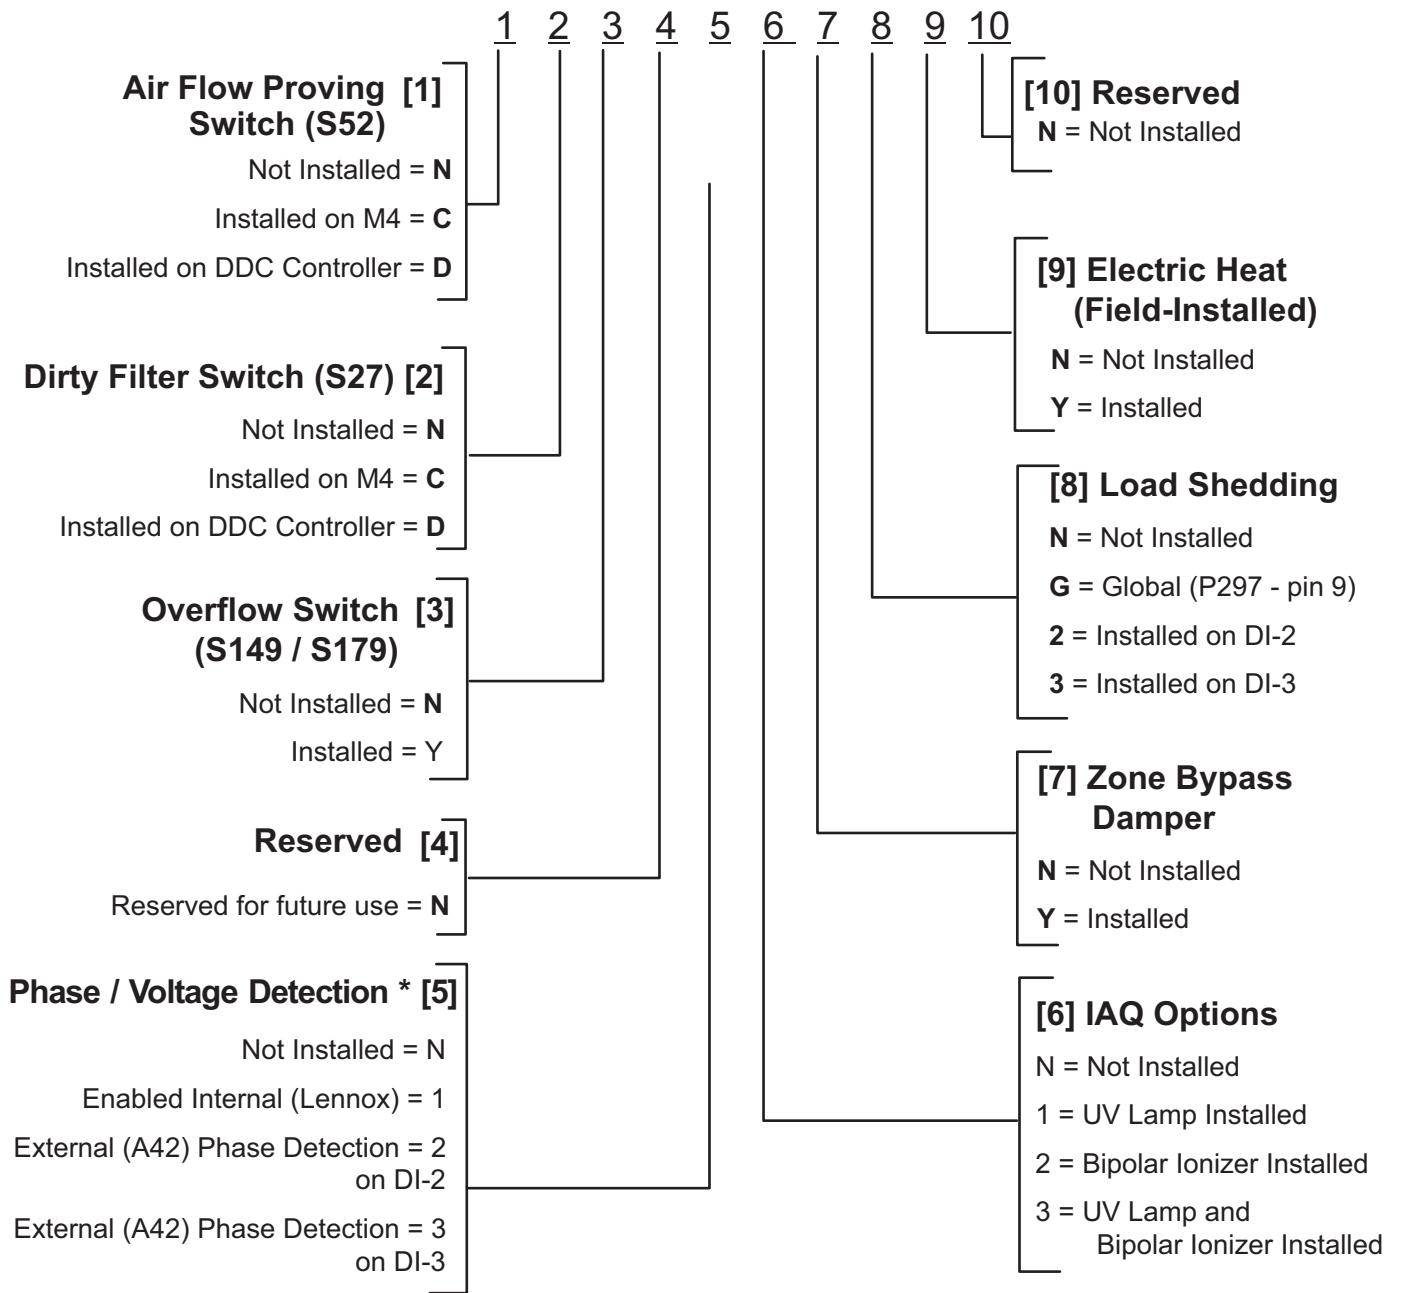 1 2 3 4 5 6 7 8 9 10
Air Flow Proving [1]
Switch (S52)
Not Installed = N
Installed on M4 = C
Installed on DDC Controller = D
Dirty Filter Switch (S27) [2]
Not Installed = N
Installed on M4 = C
Installed on DDC Controller = D
Overflow Switch [3]
(S149 / S179)
Not Installed = N
Installed = Y
Reserved [4]
Reserved for future use = N
Phase / Voltage Detection * [5]
Not Installed = N
Enabled Internal (Lennox) = 1
External (A42) Phase Detection = 2
on DI-2
External (A42) Phase Detection = 3
on DI-3
[10] Reserved
N = Not Installed
[9] Electric Heat
(Field-Installed)
N = Not Installed
Y = Installed
[8] Load Shedding
N = Not Installed
G = Global (P297 - pin 9)
2 = Installed on DI-2
3 = Installed on DI-3
[7] Zone Bypass
Damper
N = Not Installed
Y = Installed
[6] IAQ Options
N = Not Installed
1 = UV Lamp Installed
2 = Bipolar Ionizer Installed
3 = UV Lamp and
Bipolar Ionizer Installed